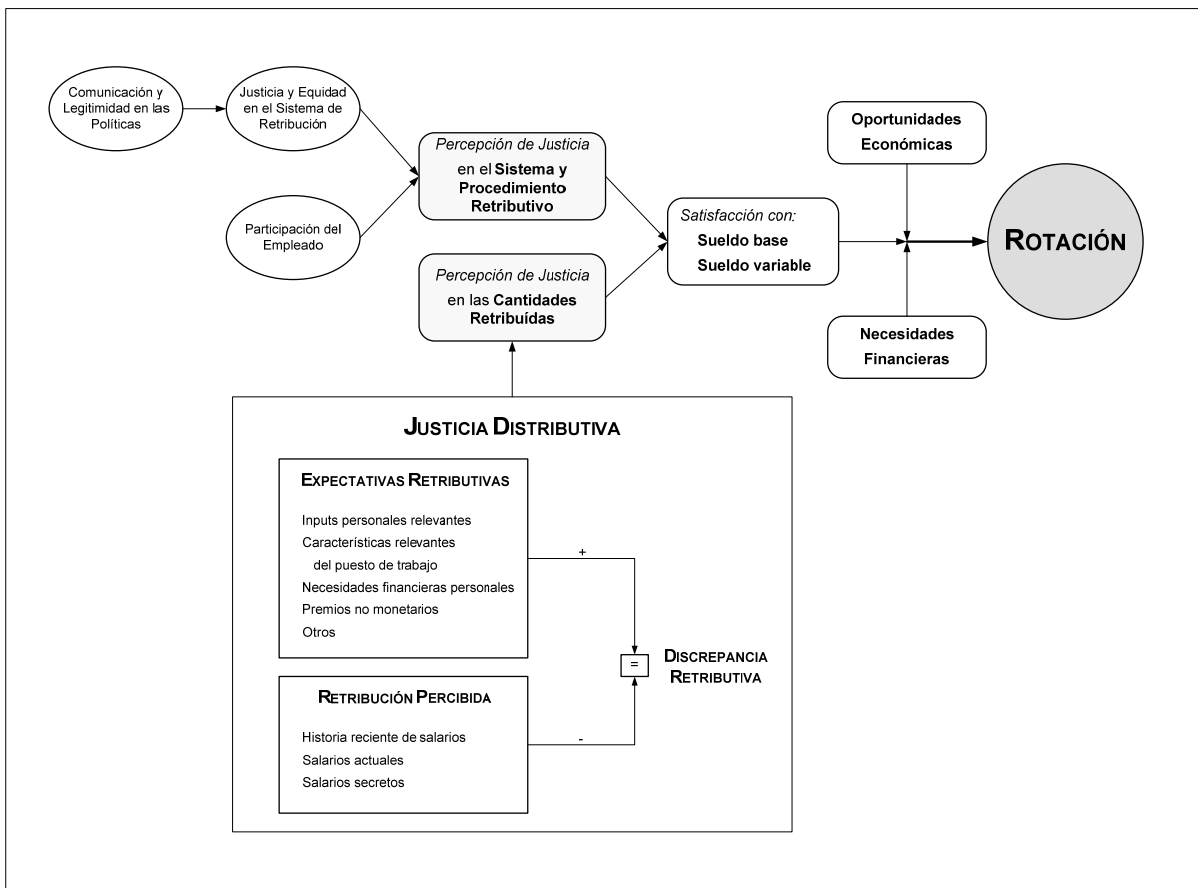 Comunicación y
Legitimidad en las
Políticas
Justicia y Equidad
en el Sistema de
Retribución
Participación del
Empleado
Percepción de Justicia
en el Sistema y
Procedimiento
Retributivo
Percepción de Justicia
en las Cantidades
Retribuídas
Satisfacción con:
Sueldo base
Sueldo variable
Oportunidades
Económicas
Necesidades
Financieras
ROTACIÓN
JUSTICIA DISTRIBUTIVA
EXPECTATIVAS RETRIBUTIVAS
Inputs personales relevantes
Características relevantes
del puesto de trabajo
Necesidades financieras personales
Premios no monetarios
Otros
+
=
DISCREPANCIA
RETRIBUTIVA
RETRIBUCIÓN PERCIBIDA
Historia reciente de salarios
Salarios actuales
Salarios secretos
-